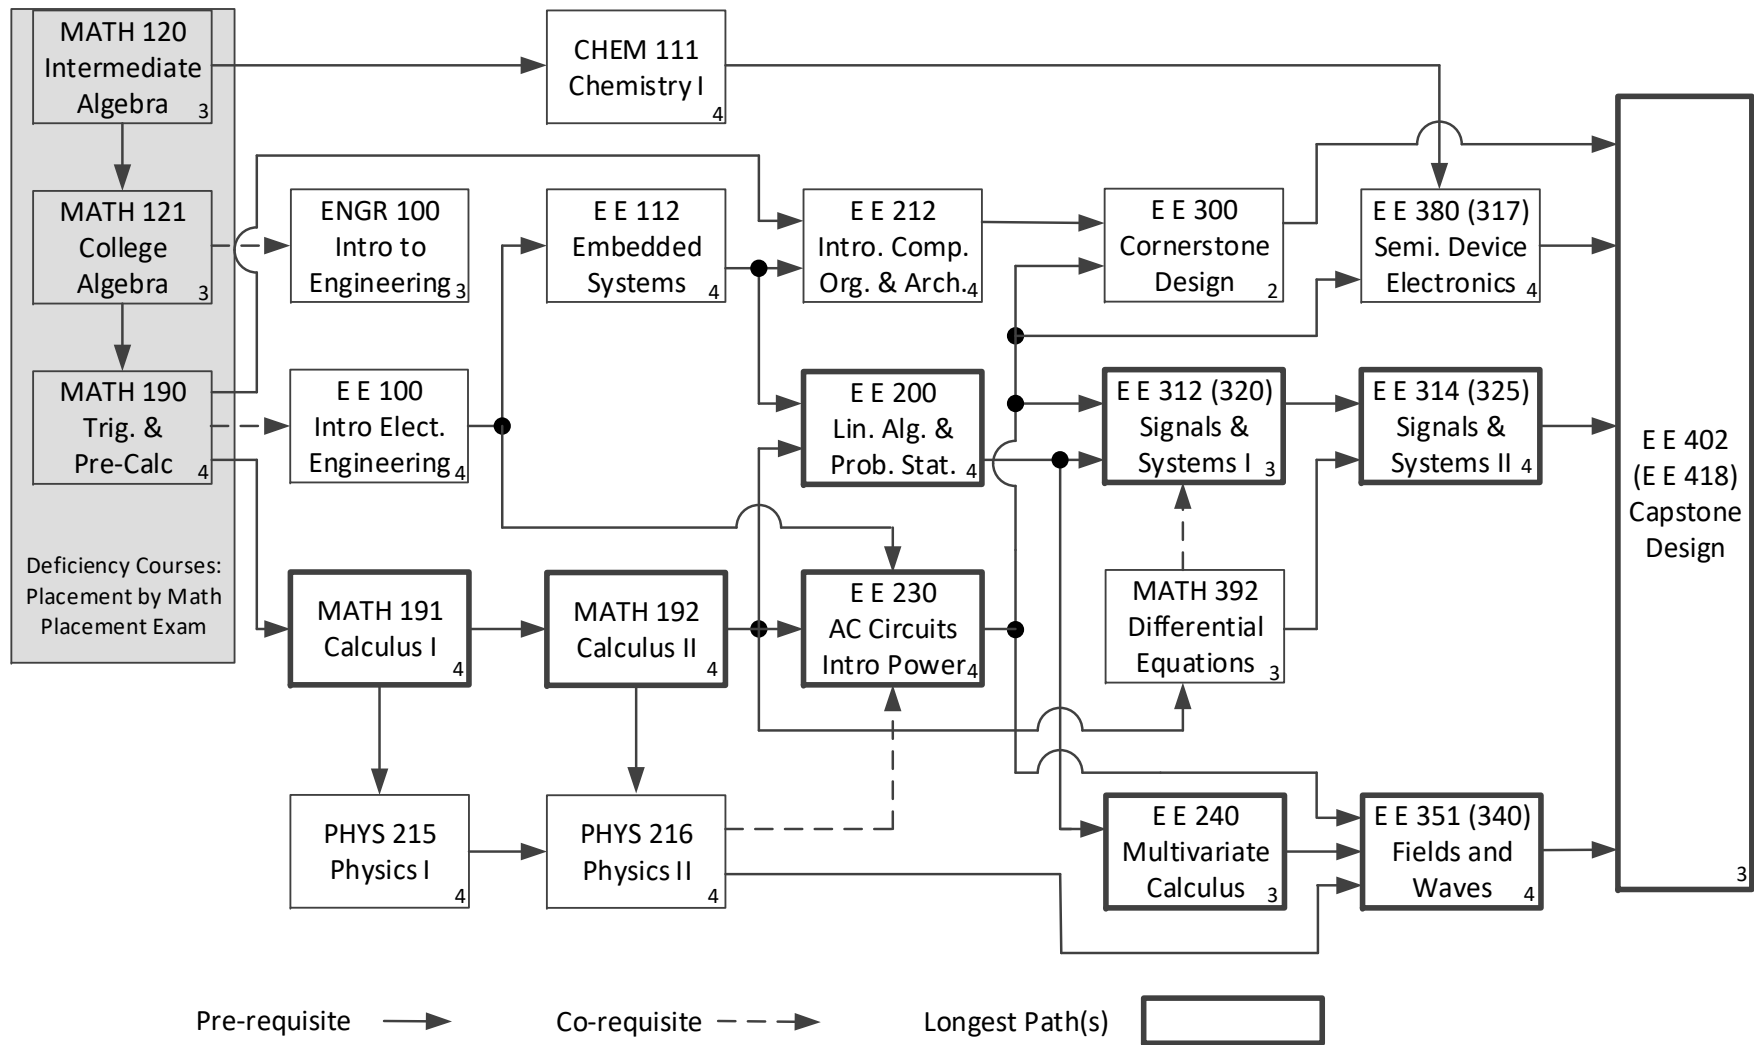 MATH 120
Intermediate
Algebra
3
CHEM 111
Chemistry I
4
MATH 121
College
Algebra
3
ENGR 100
Intro to
Engineering
3
E E 112
Embedded
Systems
4
E E 212
Intro. Comp.
Org. & Arch.
4
E E 300
Cornerstone
Design
2
E E 380 (317)
Semi. Device
Electronics
4
MATH 190
Trig. &
Pre-Calc
4
E E 100
Intro Elect.
Engineering
4
E E 200
Lin. Alg. &
Prob. Stat.
4
E E 312 (320)
Signals &
Systems I
3
E E 314 (325)
Signals &
Systems II
4
E E 402
(E E 418)
Capstone
Design
3
Deficiency Courses:
Placement by Math
Placement Exam
MATH 191
Calculus I
4
MATH 192
Calculus II
4
E E 230
AC Circuits
Intro Power
4
MATH 392
Differential
Equations
3
PHYS 215
Physics I
4
PHYS 216
Physics II
4
E E 240
Multivariate
Calculus
3
E E 351 (340)
Fields and
Waves
4
Pre-requisite
Co-requisite
Longest Path(s)